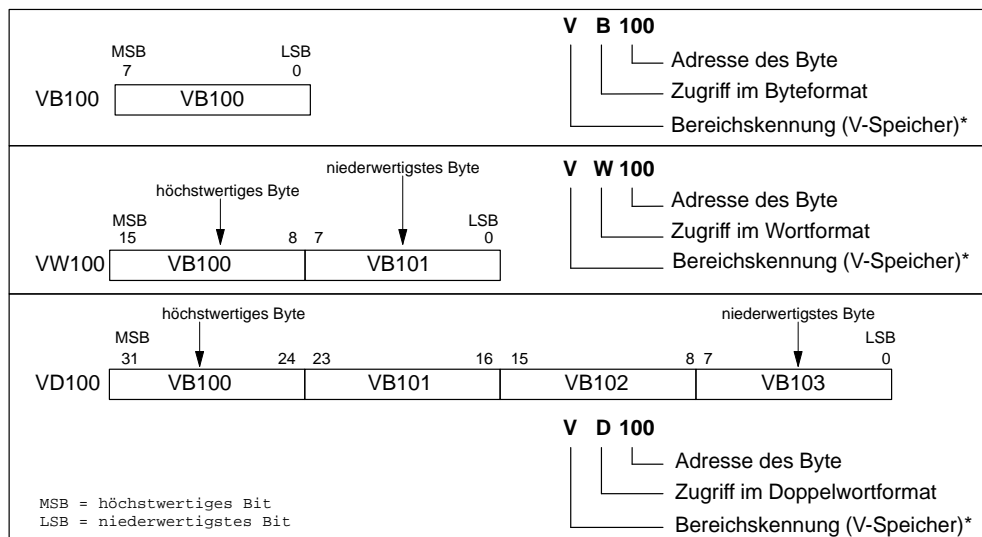 V B 100
MSB LSB
7 0
VB100 VB100
Adresse des Byte
Zugriff im Byteformat
Bereichskennung (V-Speicher)*
niederwertigstes Byte
höchstwertiges Byte
V W 100
MSB LSB
15 8 7 0
VW100 VB100 VB101
Adresse des Byte
Zugriff im Wortformat
Bereichskennung (V-Speicher)*
höchstwertiges Byte niederwertigstes Byte
MSB LSB
31 24 23 16 15 8 7 0
VD100 VB100 VB101 VB102 VB103
V D 100
Adresse des Byte
Zugriff im Doppelwortformat
Bereichskennung (V-Speicher)*
MSB = höchstwertiges Bit
LSB = niederwertigstes Bit